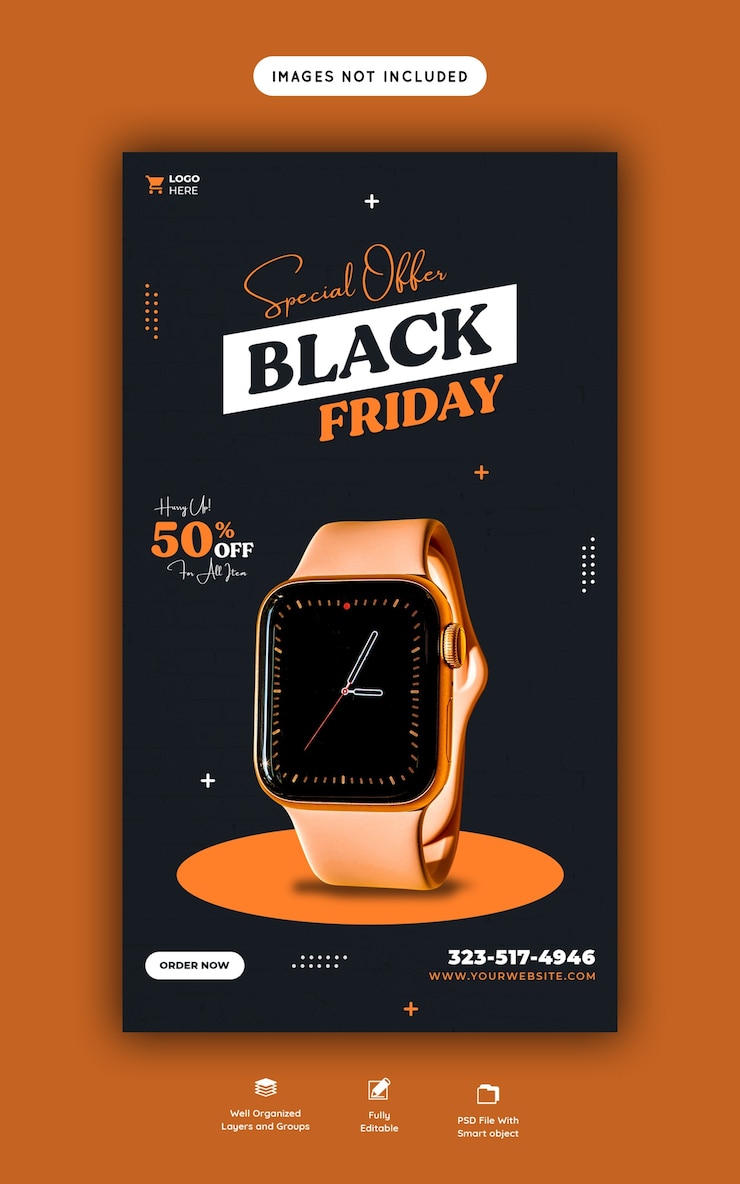 IMAGES NOT INCLUDED
LOGO
HERE
Special Offer
BLACK
FRIDAY
Hurry Up!
50%
OFF
For All Item
ORDER NOW
323-517-4946
WWW.YOURWEBSITE.COM
Well Organized
Layers and Groups
Fully
Editable
PSD File With
Smart object